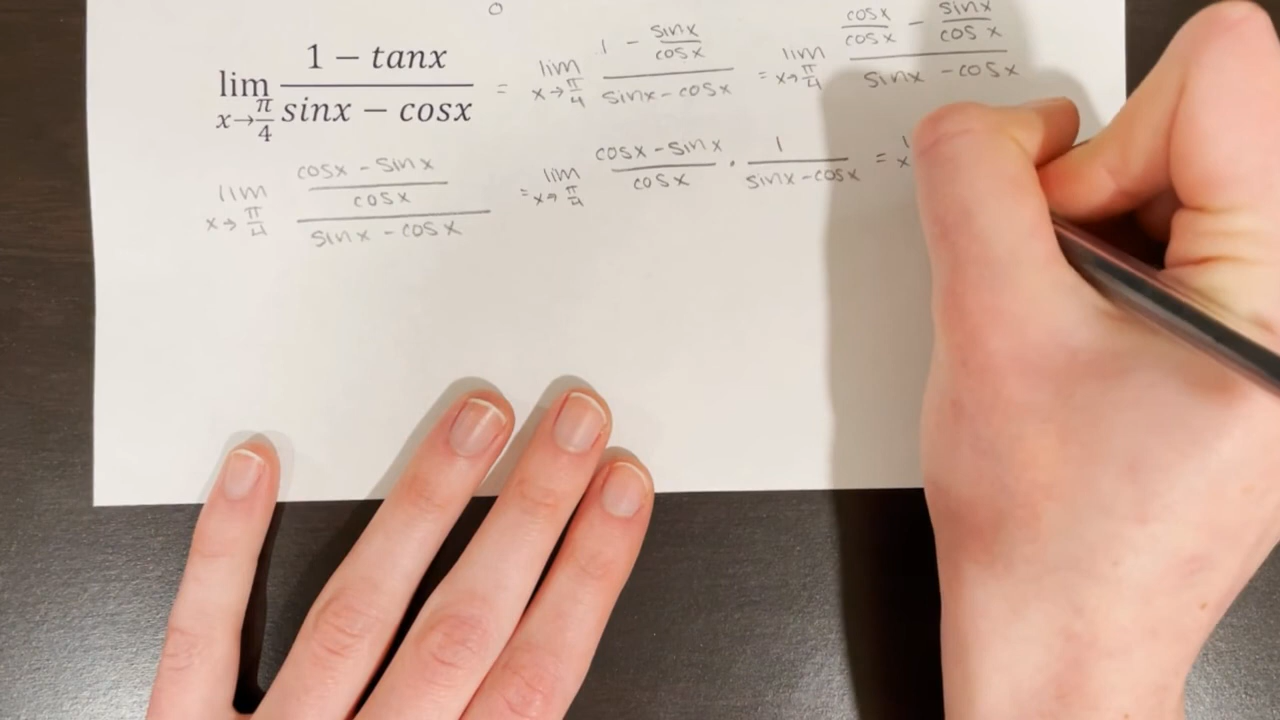 0
lim x→π/4 (1 − tanx)/(sinx − cosx) = lim x→π/4 (1 − sinx/cosx)/(sinx − cosx) = lim x→π/4 (cosx/cosx − sinx/cosx)/(sinx − cosx)
lim x→π/4 ((cosx − sinx)/cosx)/(sinx − cosx) = lim x→π/4 (cosx − sinx)/cosx · 1/(sinx − cosx) =